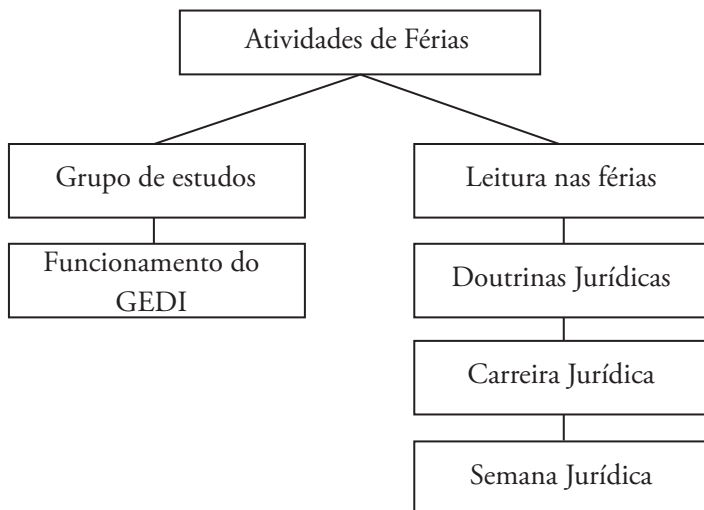 Atividades de Férias
Grupo de estudos
Funcionamento do
GEDI
Leitura nas férias
Doutrinas Jurídicas
Carreira Jurídica
Semana Jurídica